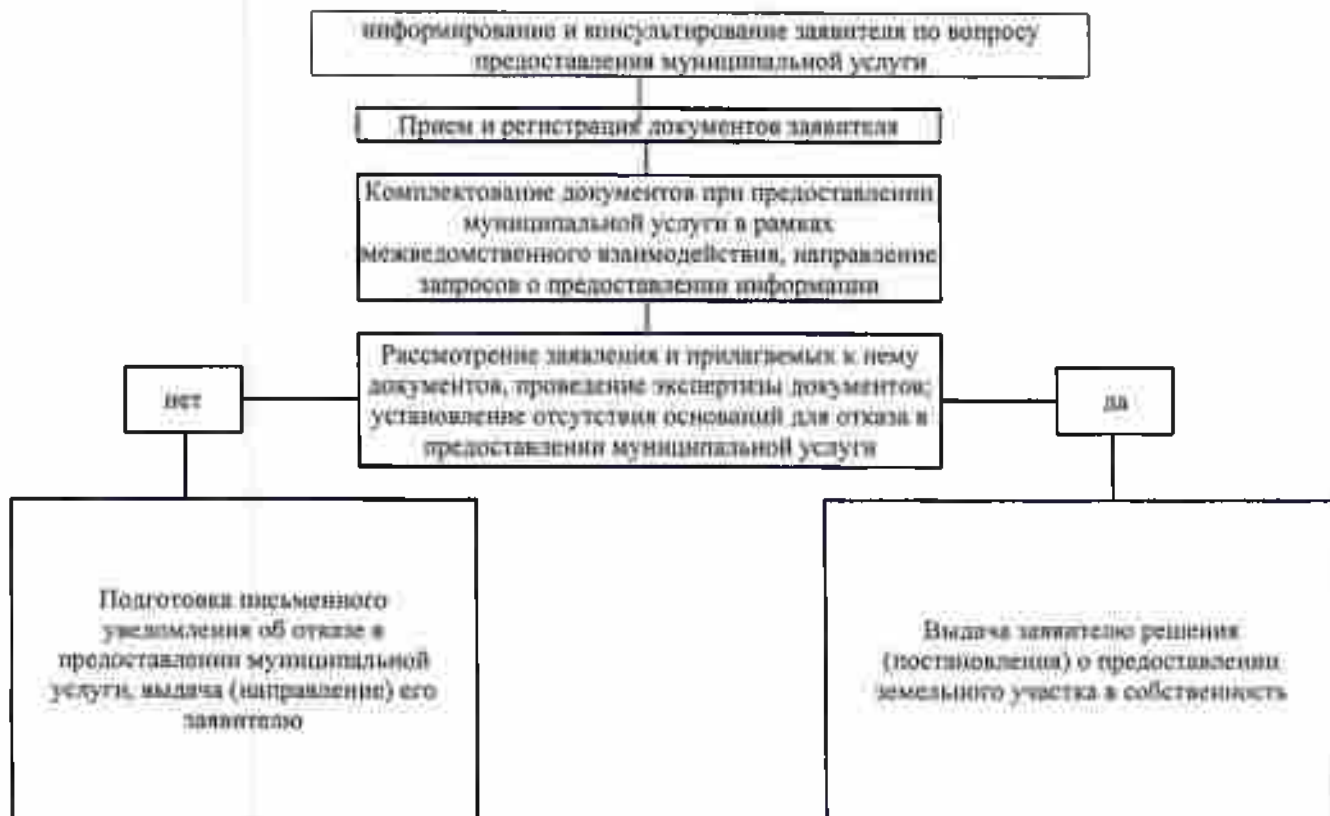 информирование и консультирование заявителя по вопросу
предоставления муниципальной услуги
Прием и регистрация документов заявителя
Комплектование документов при предоставлении
муниципальной услуги в рамках
межведомственного взаимодействия, направление
запросов о предоставлении информации
Рассмотрение заявления и прилагаемых к нему
документов, проведение экспертизы документов;
установление отсутствия оснований для отказа в
предоставлении муниципальной услуги
нет
да
Подготовка письменного
уведомления об отказе в
предоставлении муниципальной
услуги, выдача (направление) его
заявителю
Выдача заявителю решения
(постановления) о предоставлении
земельного участка в собственность